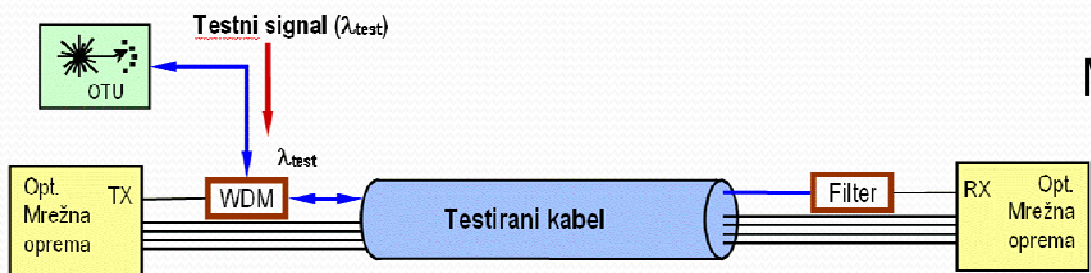 Testni signal (λtest)
OTU
λtest
Opt.
Mrežna
oprema
TX
WDM
Testirani kabel
Filter
RX
Opt.
Mrežna
oprema